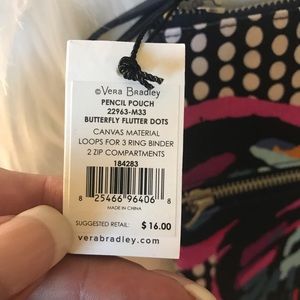 ©VERA BRADLEY
PENCIL POUCH
22963-M33
BUTTERFLY FLUTTER DOTS
CANVAS MATERIAL
LOOPS FOR 3 RING BINDER
2 ZIP COMPARTMENTS
184283
8 25466 96406 8
MADE IN CHINA
SUGGESTED RETAIL: $ 16.00
verabradley.com